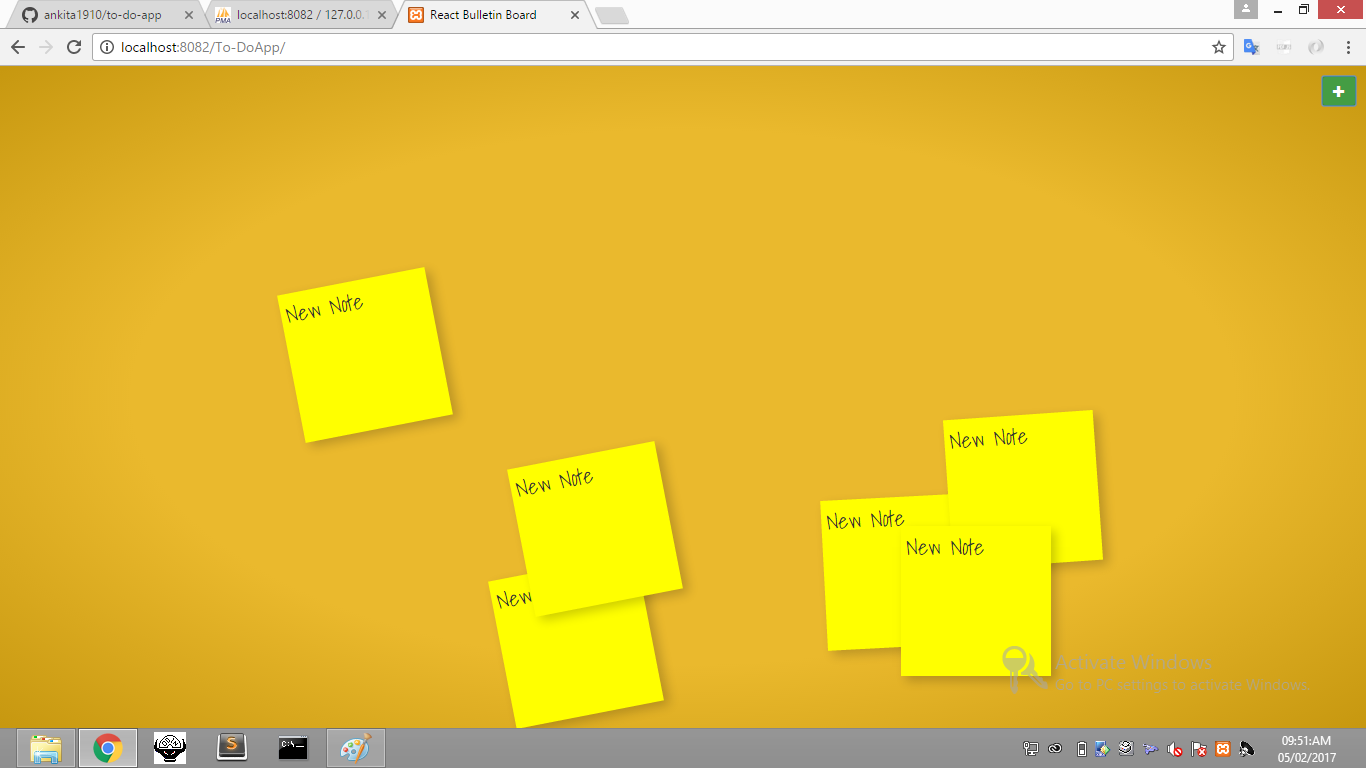 ankita1910/to-do-app
PMA
localhost:8082 / 127.0.0.1
React Bulletin Board
localhost:8082/To-DoApp/
New Note
New Note
New Note
New Note
New
New Note
Activate Windows
Go to PC settings to activate Windows.
09:51:AM
05/02/2017